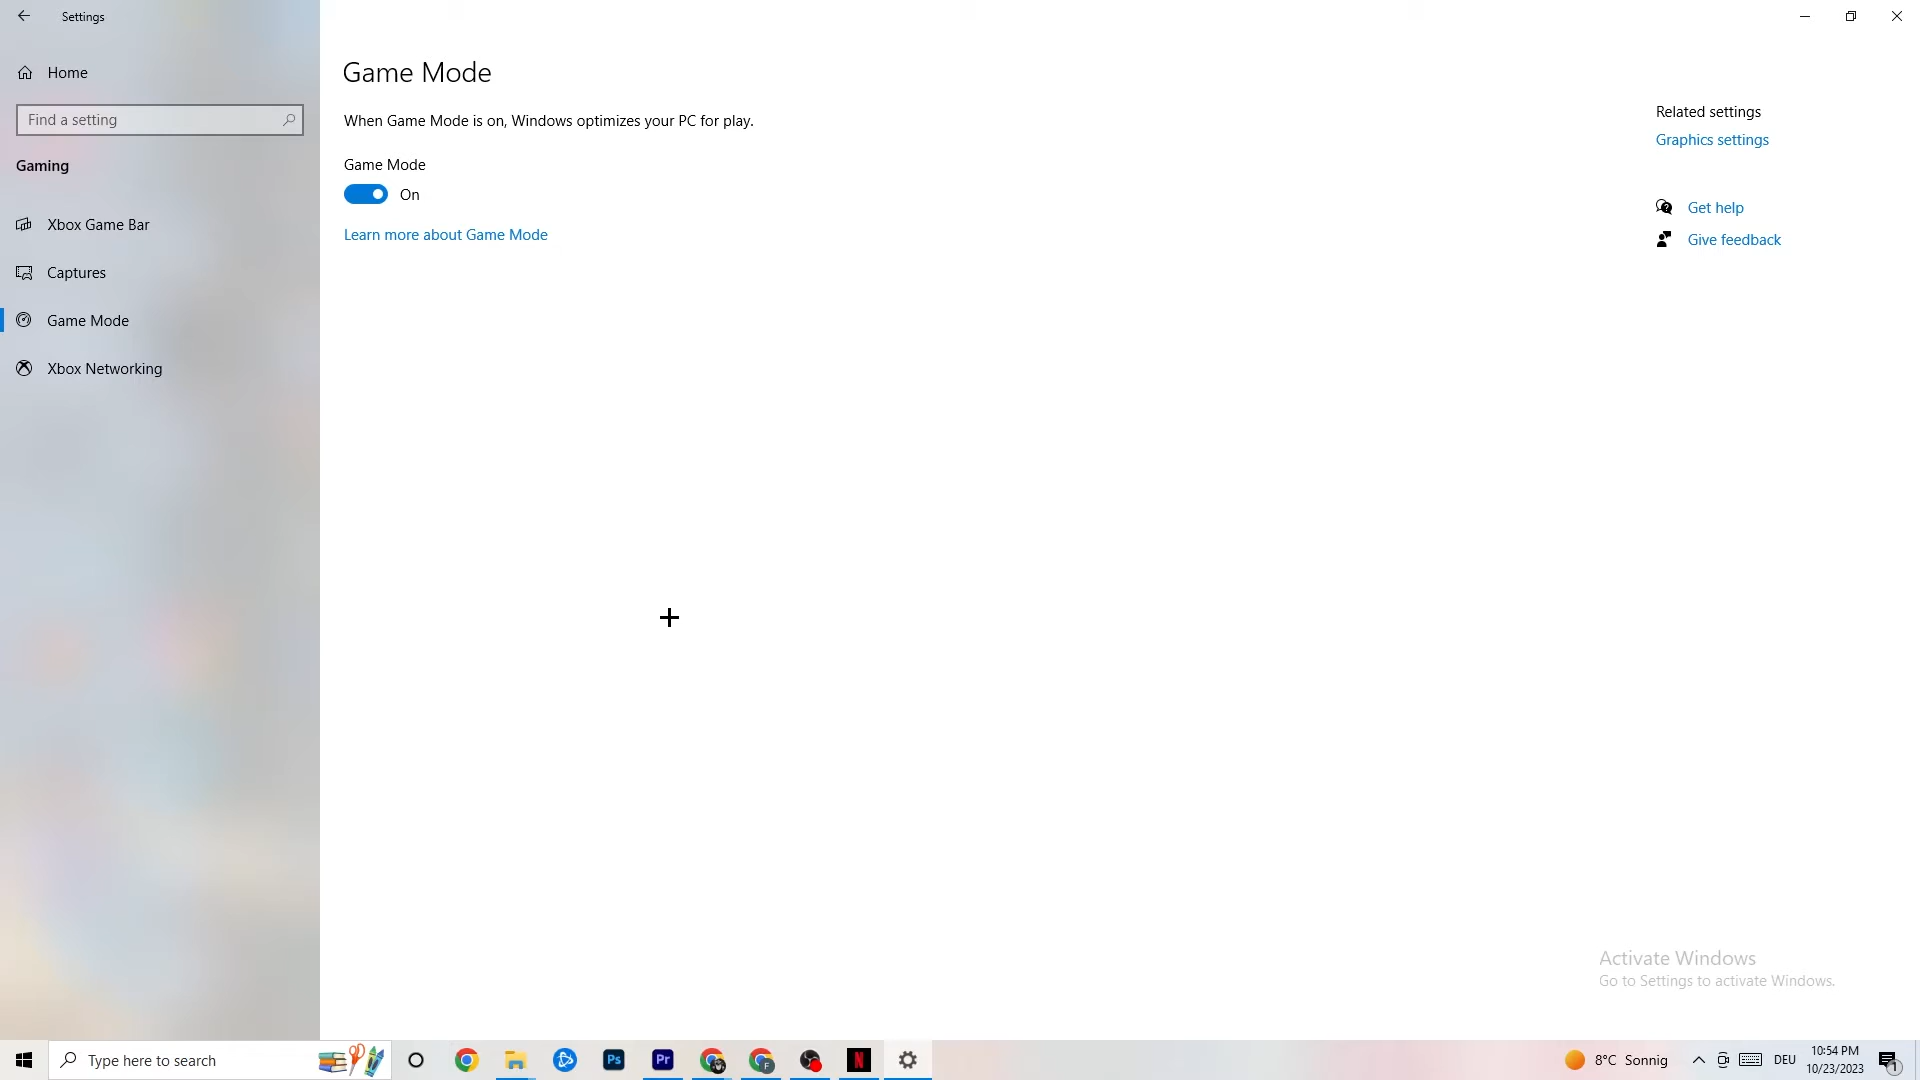 Settings
Home
Find a setting
Gaming
Xbox Game Bar
Captures
Game Mode
Xbox Networking
Game Mode
When Game Mode is on, Windows optimizes your PC for play.
Game Mode
On
Learn more about Game Mode
Related settings
Graphics settings
Get help
Give feedback
Activate Windows
Go to Settings to activate Windows.
Type here to search
Ps
Pr
F
N
8°C Sonnig
DEU
10:54 PM
10/23/2023
1